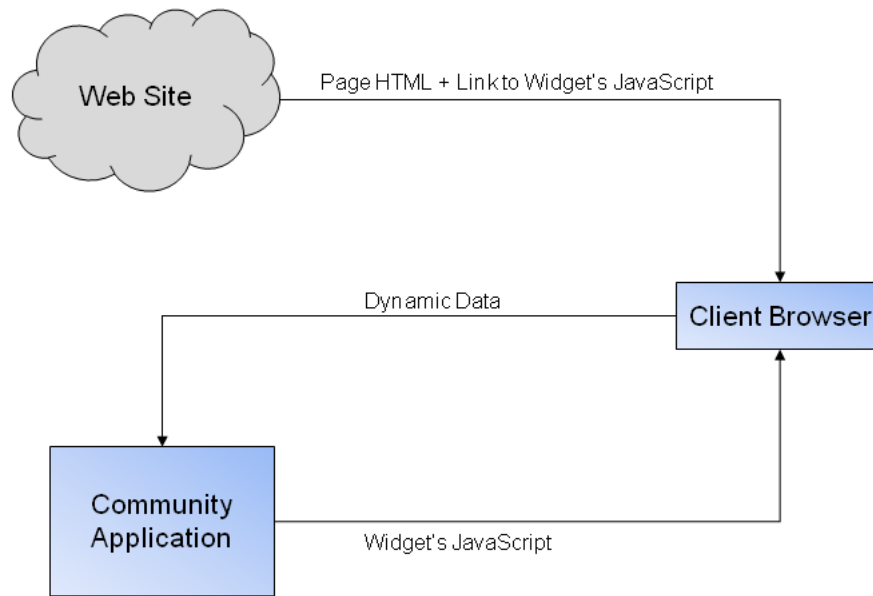 Web Site
Page HTML + Link to Widget's JavaScript
Dynamic Data
Client Browser
Community
Application
Widget's JavaScript